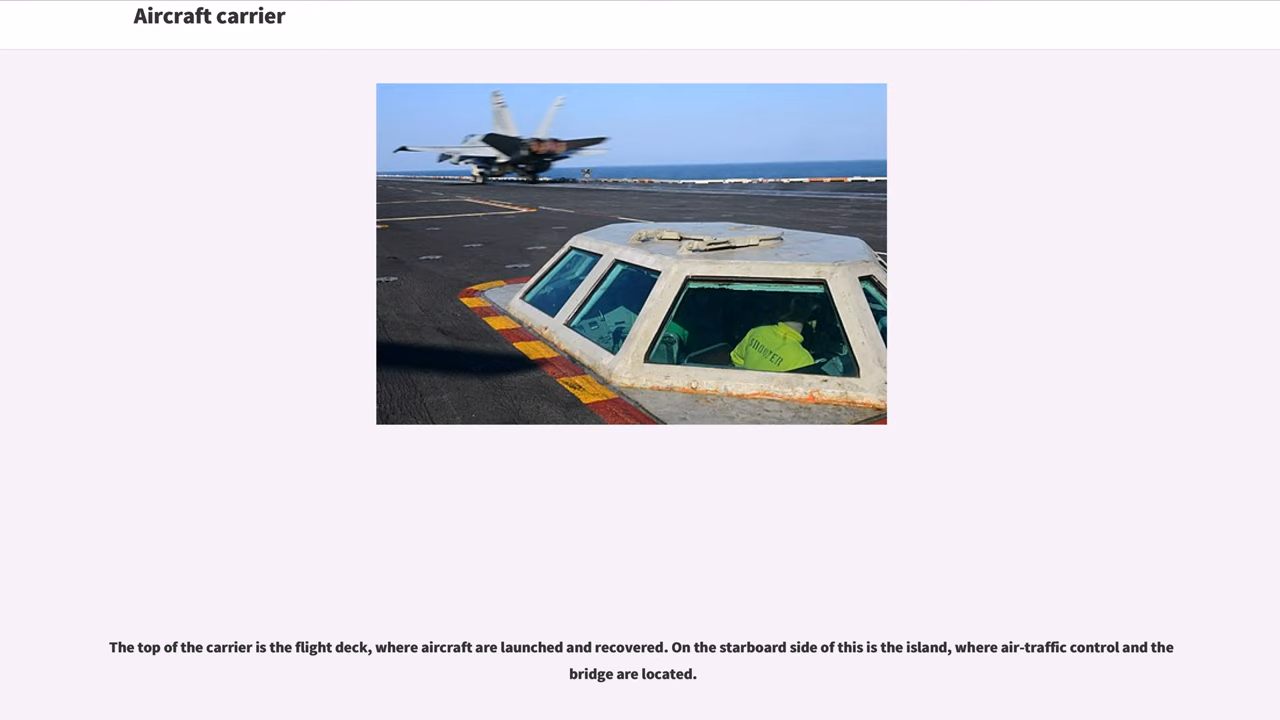 Aircraft carrier
SHOOTER
The top of the carrier is the flight deck, where aircraft are launched and recovered. On the starboard side of this is the island, where air-traffic control and the
bridge are located.